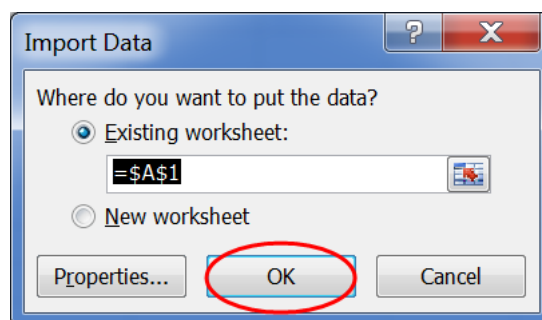 Import Data
Where do you want to put the data?
Existing worksheet:
=$A$1
New worksheet
Properties... OK Cancel